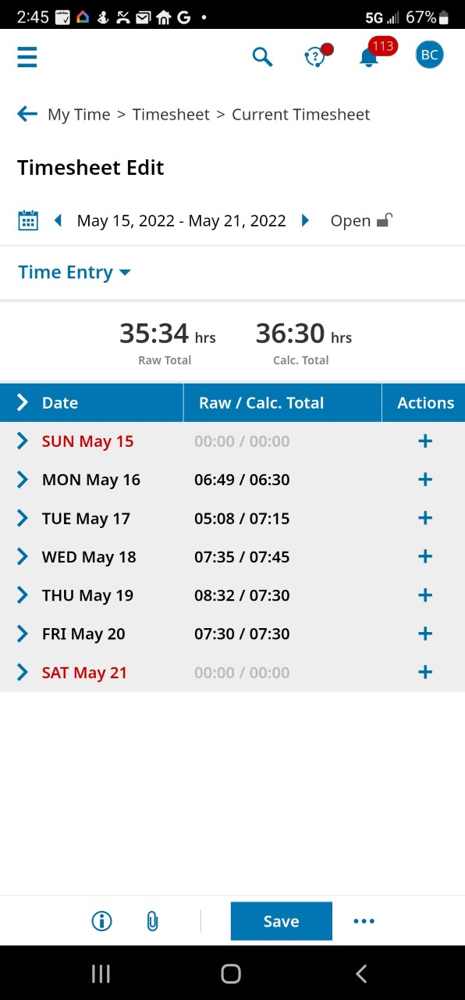 2:45 5G 67%
113
BC
My Time > Timesheet > Current Timesheet
Timesheet Edit
May 15, 2022 - May 21, 2022 Open
Time Entry
35:34 hrs 36:30 hrs
Raw Total Calc. Total
Date Raw / Calc. Total Actions
SUN May 15 00:00 / 00:00 +
MON May 16 06:49 / 06:30 +
TUE May 17 05:08 / 07:15 +
WED May 18 07:35 / 07:45 +
THU May 19 08:32 / 07:30 +
FRI May 20 07:30 / 07:30 +
SAT May 21 00:00 / 00:00 +
Save